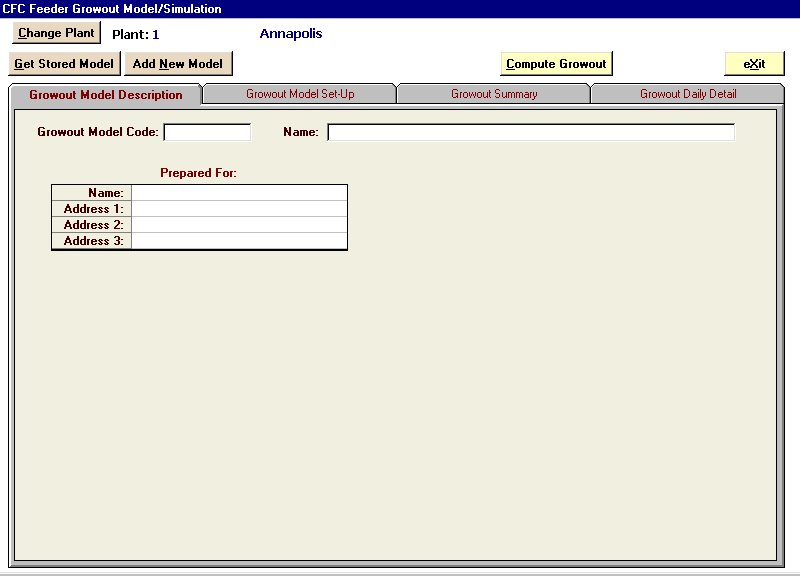 CFC Feeder Growout Model/Simulation
Change Plant Plant: 1 Annapolis
Get Stored Model Add New Model Compute Growout eXit
Growout Model Description Growout Model Set-Up Growout Summary Growout Daily Detail
Growout Model Code: Name:
Prepared For:
Name:
Address 1:
Address 2:
Address 3: